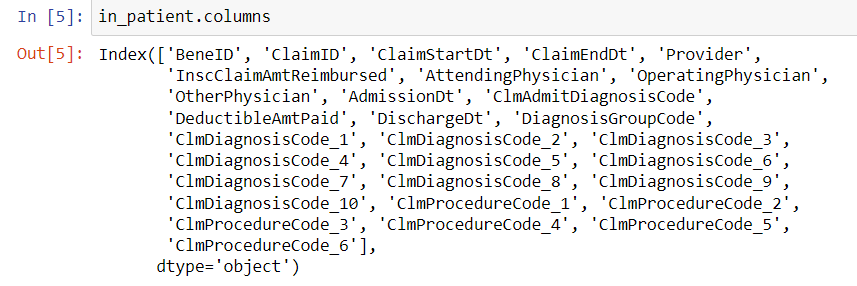 In [5]: in_patient.columns
Out[5]: Index(['BeneID', 'ClaimID', 'ClaimStartDt', 'ClaimEndDt', 'Provider',
'InscClaimAmtReimbursed', 'AttendingPhysician', 'OperatingPhysician',
'OtherPhysician', 'AdmissionDt', 'ClmAdmitDiagnosisCode',
'DeductibleAmtPaid', 'DischargeDt', 'DiagnosisGroupCode',
'ClmDiagnosisCode_1', 'ClmDiagnosisCode_2', 'ClmDiagnosisCode_3',
'ClmDiagnosisCode_4', 'ClmDiagnosisCode_5', 'ClmDiagnosisCode_6',
'ClmDiagnosisCode_7', 'ClmDiagnosisCode_8', 'ClmDiagnosisCode_9',
'ClmDiagnosisCode_10', 'ClmProcedureCode_1', 'ClmProcedureCode_2',
'ClmProcedureCode_3', 'ClmProcedureCode_4', 'ClmProcedureCode_5',
'ClmProcedureCode_6'],
dtype='object')